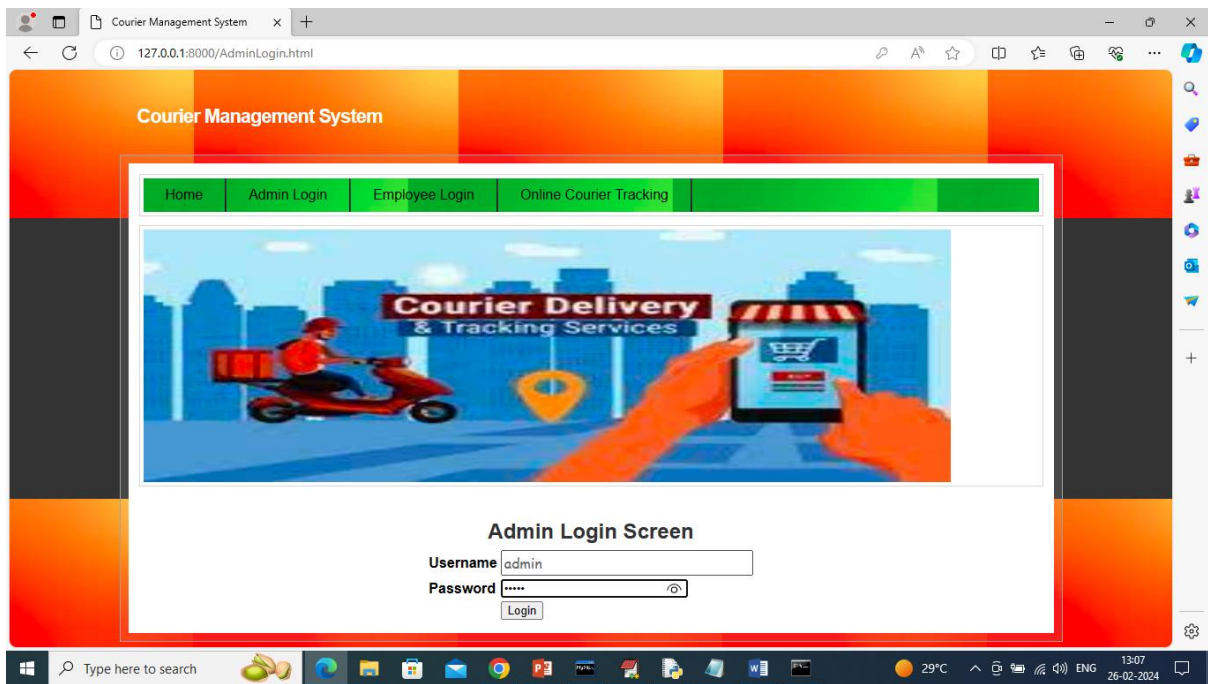 Courier Management System
127.0.0.1:8000/AdminLogin.html
Courier Management System
Home Admin Login Employee Login Online Courier Tracking
Courier Delivery
& Tracking Services
Admin Login Screen
Username admin
Password •••••
Login
Type here to search
29°C ENG 13:07
26-02-2024